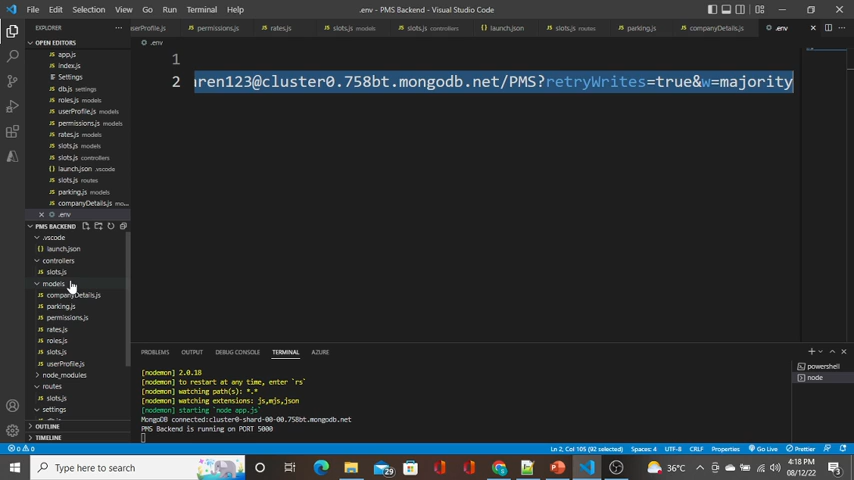 File Edit Selection View Go Run Terminal Help
.env - PMS Backend - Visual Studio Code
EXPLORER
userProfile.js permissions.js rates.js slots.js models slots.js controllers launch.json slots.js routes parking.js companyDetails.js .env
OPEN EDITORS
.env
app.js
index.js
Settings
db.js settings
roles.js models
userProfile.js models
permissions.js models
rates.js models
slots.js models
slots.js controllers
launch.json .vscode
slots.js routes
parking.js models
companyDetails.js mo...
.env
1
2 uren123@cluster0.758bt.mongodb.net/PMS?retryWrites=true&w=majority
PMS BACKEND
.vscode
launch.json
controllers
slots.js
models
companyDetails.js
parking.js
permissions.js
rates.js
roles.js
slots.js
userProfile.js
node_modules
routes
slots.js
settings
OUTLINE
TIMELINE
PROBLEMS OUTPUT DEBUG CONSOLE TERMINAL AZURE
[nodemon] 2.0.18
[nodemon] to restart at any time, enter `rs`
[nodemon] watching path(s): *.*
[nodemon] watching extensions: js,mjs,json
[nodemon] starting `node app.js`
MongoDB connected:cluster0-shard-00-00.758bt.mongodb.net
PMS Backend is running on PORT 5000
powershell
node
0 0
Ln 2, Col 105 (92 selected) Spaces: 4 UTF-8 CRLF Properties Go Live Prettier
Type here to search
29
36°C
4:18 PM
08/12/22
3